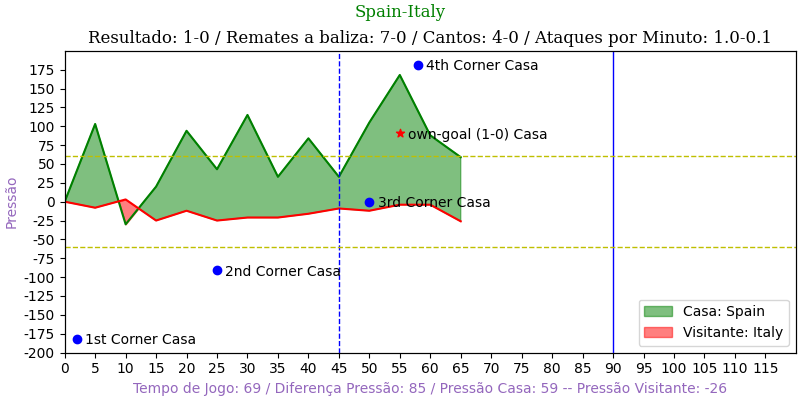 Spain-Italy
Resultado: 1-0 / Remates a baliza: 7-0 / Cantos: 4-0 / Ataques por Minuto: 1.0-0.1
Pressão
175
150
125
100
75
50
25
0
-25
-50
-75
-100
-125
-150
-175
-200
4th Corner Casa
own-goal (1-0) Casa
3rd Corner Casa
2nd Corner Casa
1st Corner Casa
Casa: Spain
Visitante: Italy
0 5 10 15 20 25 30 35 40 45 50 55 60 65 70 75 80 85 90 95 100 105 110 115
Tempo de Jogo: 69 / Diferença Pressão: 85 / Pressão Casa: 59 -- Pressão Visitante: -26